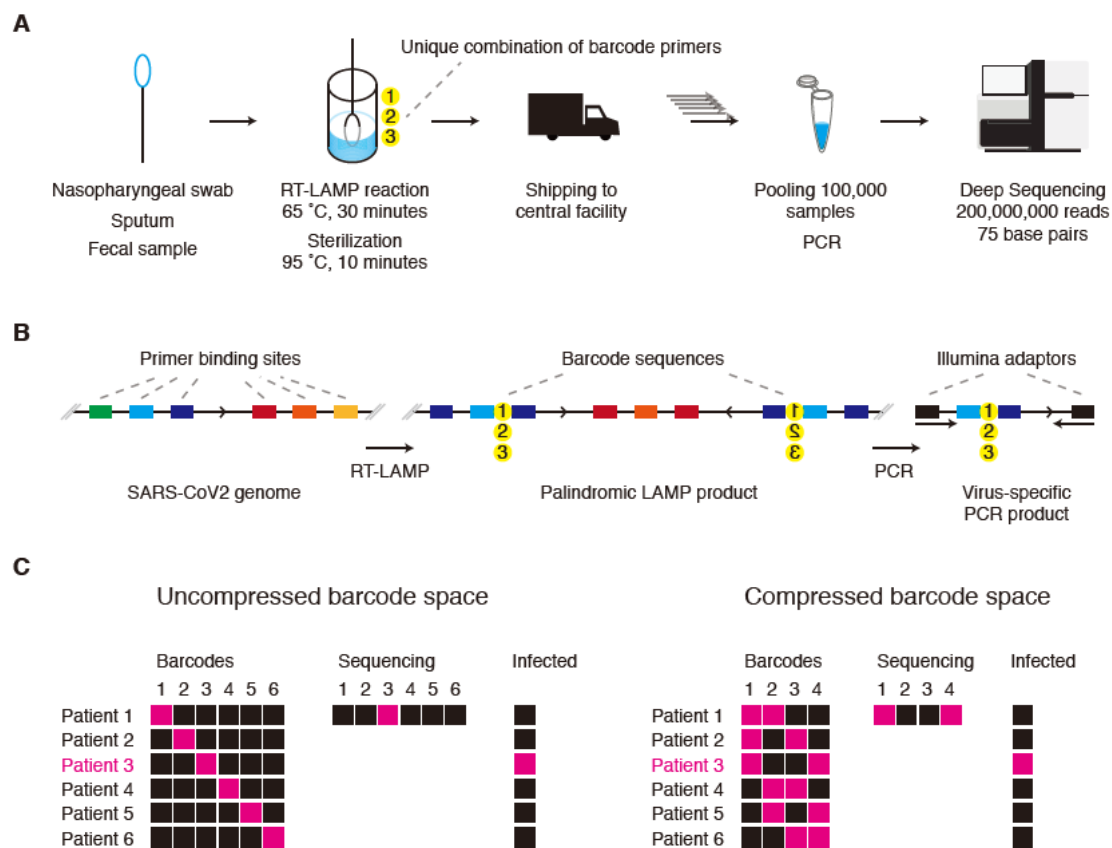 A
Unique combination of barcode primers
1
2
3
Nasopharyngeal swab
Sputum
Fecal sample
RT-LAMP reaction
65 ˚C, 30 minutes
Sterilization
95 ˚C, 10 minutes
Shipping to
central facility
Pooling 100,000
samples
PCR
Deep Sequencing
200,000,000 reads
75 base pairs
B
Primer binding sites
Barcode sequences
Illumina adaptors
1 1 1
2 2 2
3 3 3
RT-LAMP
PCR
SARS-CoV2 genome
Palindromic LAMP product
Virus-specific
PCR product
C
Uncompressed barcode space
Compressed barcode space
Barcodes Sequencing Infected Barcodes Sequencing Infected
1 2 3 4 5 6 1 2 3 4 5 6 1 2 3 4 1 2 3 4
Patient 1 Patient 1
Patient 2 Patient 2
Patient 3 Patient 3
Patient 4 Patient 4
Patient 5 Patient 5
Patient 6 Patient 6